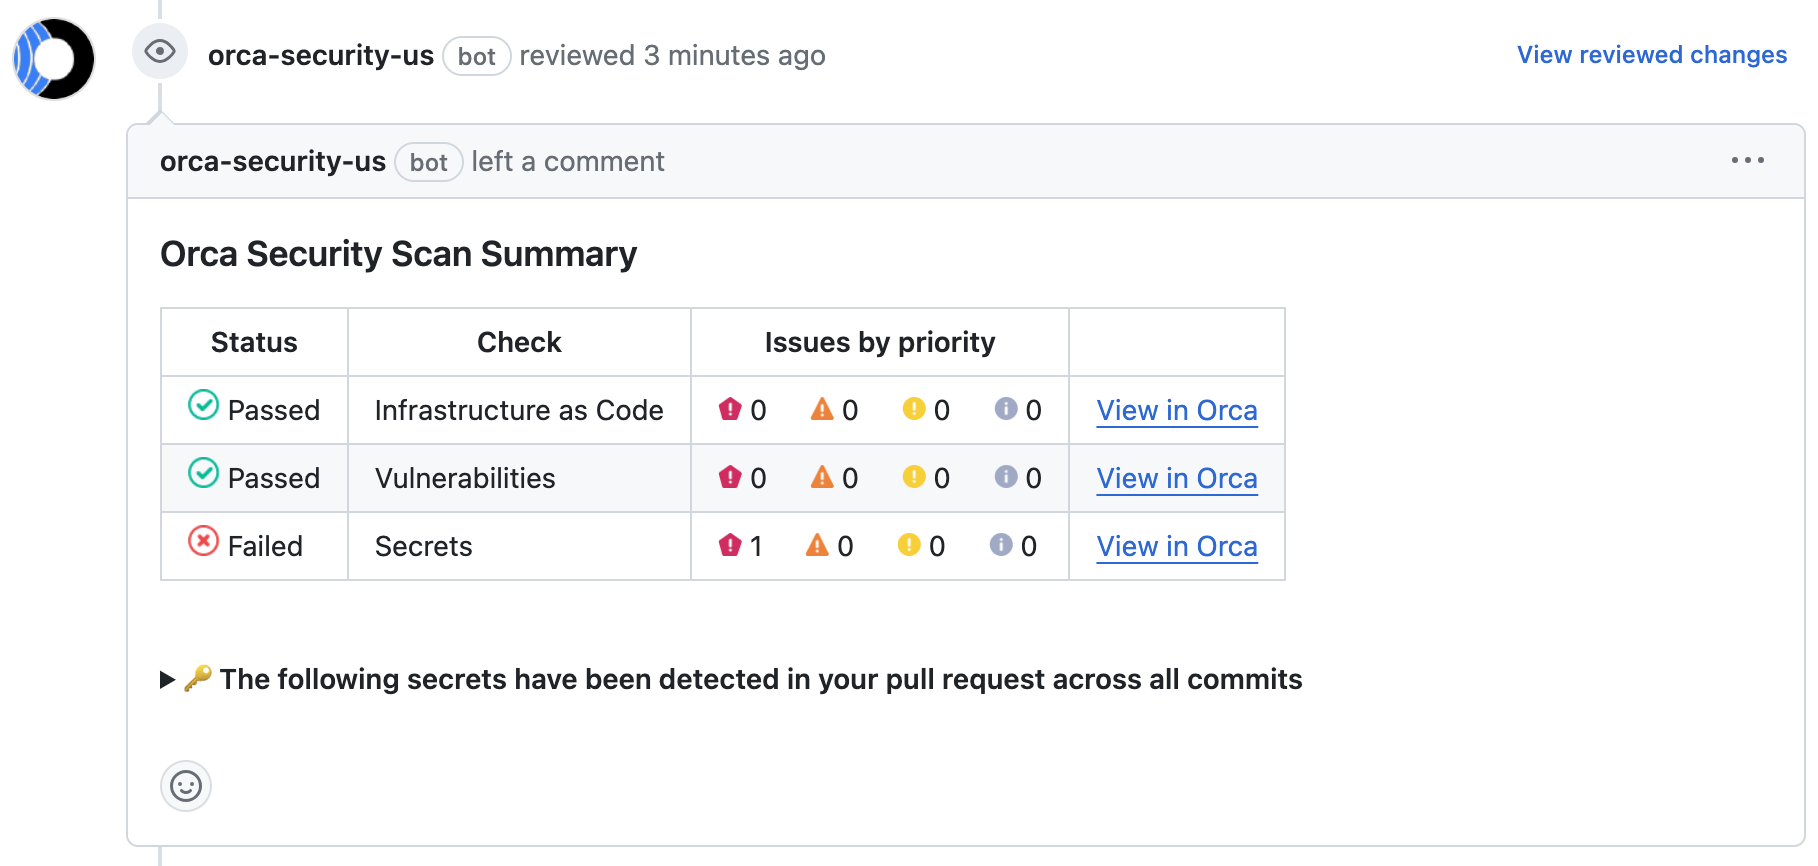 orca-security-us bot reviewed 3 minutes ago View reviewed changes
orca-security-us bot left a comment
Orca Security Scan Summary
Status Check Issues by priority
Passed Infrastructure as Code 0 0 0 0 View in Orca
Passed Vulnerabilities 0 0 0 0 View in Orca
Failed Secrets 1 0 0 0 View in Orca
The following secrets have been detected in your pull request across all commits